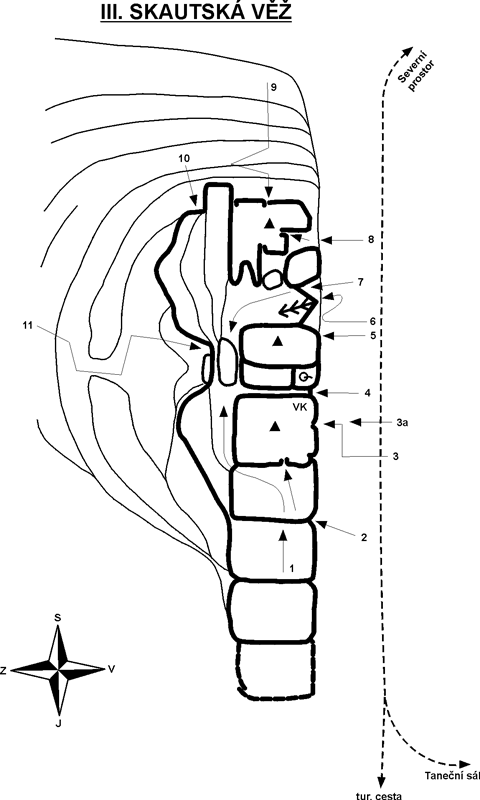 III. SKAUTSKÁ VĚŽ
Severní
prostor
9
10
8
7
11
6
5
4
VK
3a
3
2
1
S
Z
V
J
Taneční sál
tur. cesta